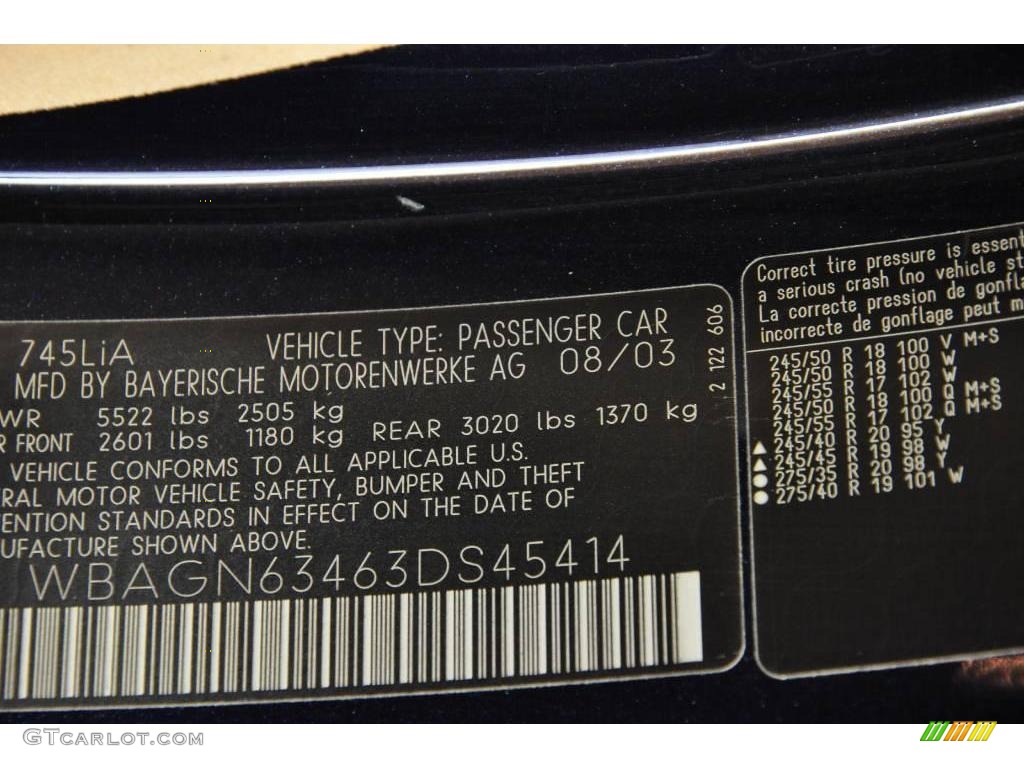 745LiA VEHICLE TYPE: PASSENGER CAR
MFD BY BAYERISCHE MOTORENWERKE AG 08/03
WR 5522 lbs 2505 kg
R FRONT 2601 lbs 1180 kg REAR 3020 lbs 1370 kg
VEHICLE CONFORMS TO ALL APPLICABLE U.S.
RAL MOTOR VEHICLE SAFETY, BUMPER AND THEFT
ENTION STANDARDS IN EFFECT ON THE DATE OF
UFACTURE SHOWN ABOVE.
WBAGN63463DS45414
2 122 606
Correct tire pressure is essent
a serious crash (no vehicle st
La correcte pression de gonfla
incorrecte de gonflage peut m
245/50 R 18 100 V M+S
245/50 R 18 100 W
245/55 R 17 102 W
245/50 R 18 100 Q M+S
245/55 R 17 102 Q M+S
▲ 245/40 R 20 95 Y
▲ 245/45 R 19 98 W
● 275/35 R 20 98 Y
● 275/40 R 19 101 W
GTCARLOT.COM